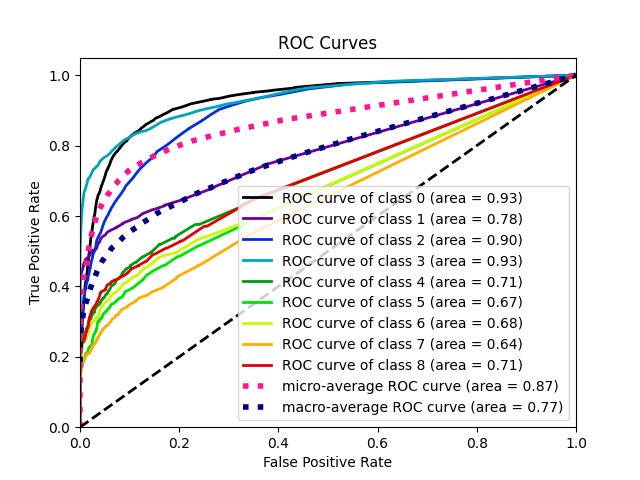 ROC Curves
True Positive Rate
1.0
0.8
0.6
0.4
0.2
0.0
ROC curve of class 0 (area = 0.93)
ROC curve of class 1 (area = 0.78)
ROC curve of class 2 (area = 0.90)
ROC curve of class 3 (area = 0.93)
ROC curve of class 4 (area = 0.71)
ROC curve of class 5 (area = 0.67)
ROC curve of class 6 (area = 0.68)
ROC curve of class 7 (area = 0.64)
ROC curve of class 8 (area = 0.71)
micro-average ROC curve (area = 0.87)
macro-average ROC curve (area = 0.77)
0.0 0.2 0.4 0.6 0.8 1.0
False Positive Rate